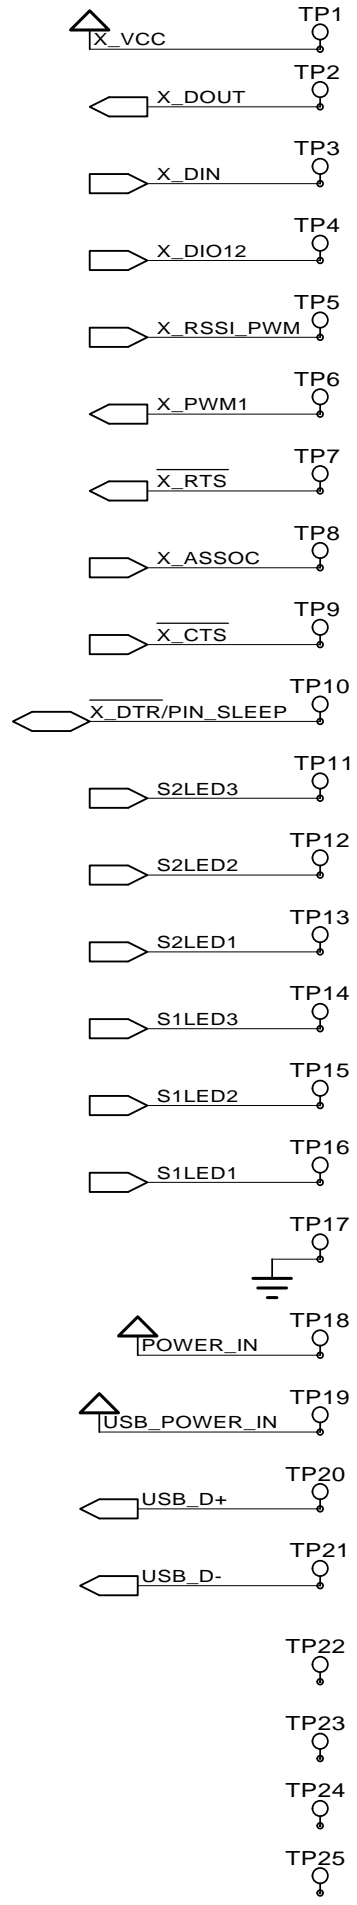 TP1
X_VCC
TP2
X_DOUT
TP3
X_DIN
TP4
X_DIO12
TP5
X_RSSI_PWM
TP6
X_PWM1
TP7
X_RTS
TP8
X_ASSOC
TP9
X_CTS
TP10
X_DTR/PIN_SLEEP
TP11
S2LED3
TP12
S2LED2
TP13
S2LED1
TP14
S1LED3
TP15
S1LED2
TP16
S1LED1
TP17
TP18
POWER_IN
TP19
USB_POWER_IN
TP20
USB_D+
TP21
USB_D-
TP22
TP23
TP24
TP25